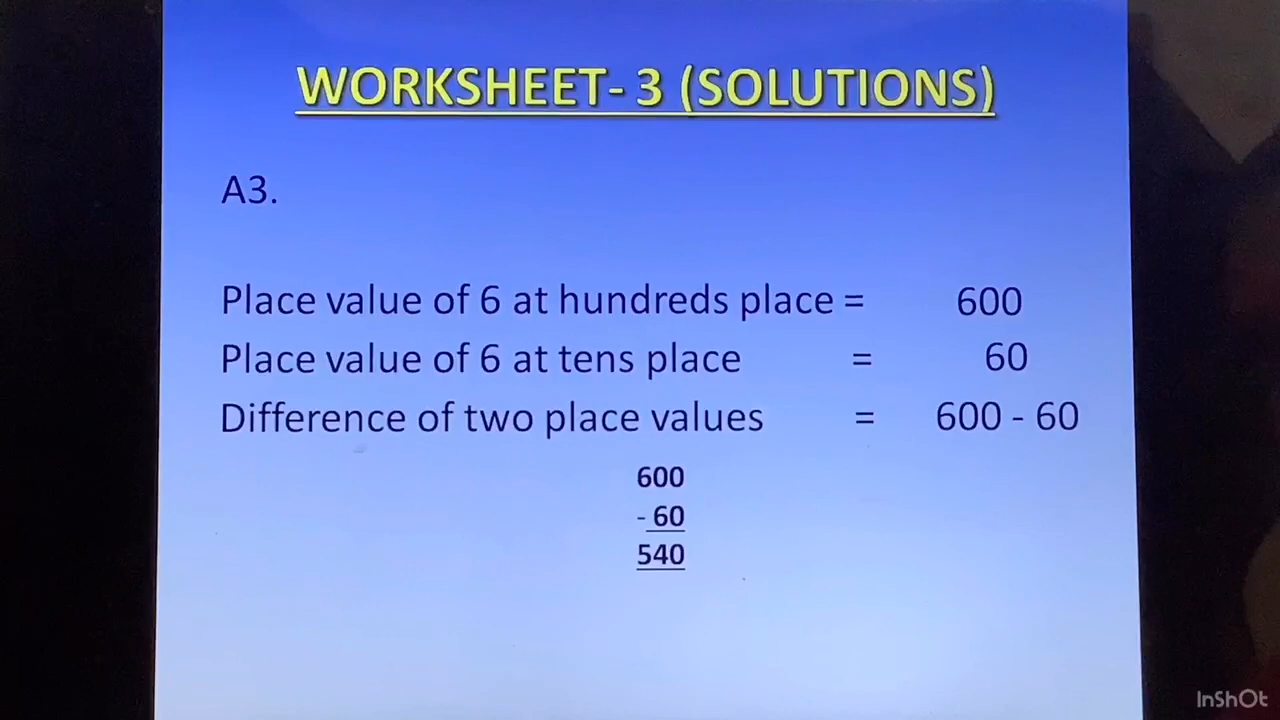 WORKSHEET- 3 (SOLUTIONS)
A3.
Place value of 6 at hundreds place = 600
Place value of 6 at tens place = 60
Difference of two place values = 600 - 60
600
- 60
540
InShOt